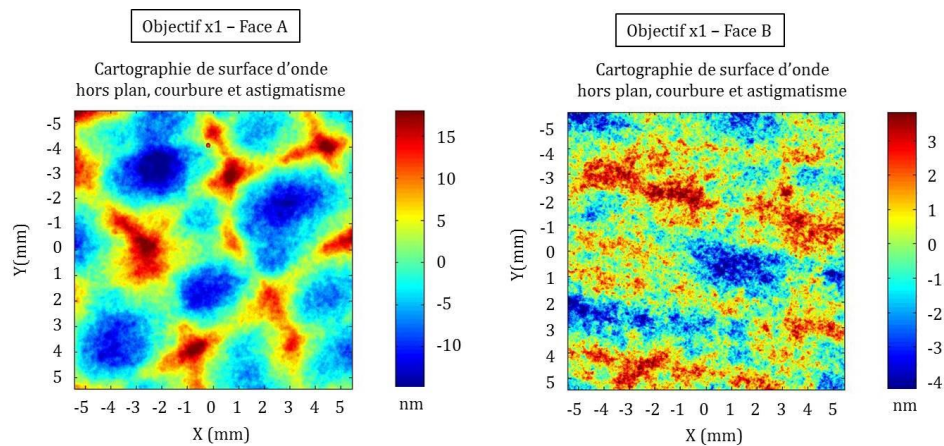 Objectif x1 – Face A
Cartographie de surface d'onde
hors plan, courbure et astigmatisme
-5
-4
-3
-2
-1
0
1
2
3
4
5
Y(mm)
-5 -4 -3 -2 -1 0 1 2 3 4 5
X (mm)
15
10
5
0
-5
-10
nm
Objectif x1 – Face B
Cartographie de surface d'onde
hors plan, courbure et astigmatisme
-5
-4
-3
-2
-1
0
1
2
3
4
5
Y(mm)
-5 -4 -3 -2 -1 0 1 2 3 4 5
X (mm)
3
2
1
0
-1
-2
-3
-4
nm